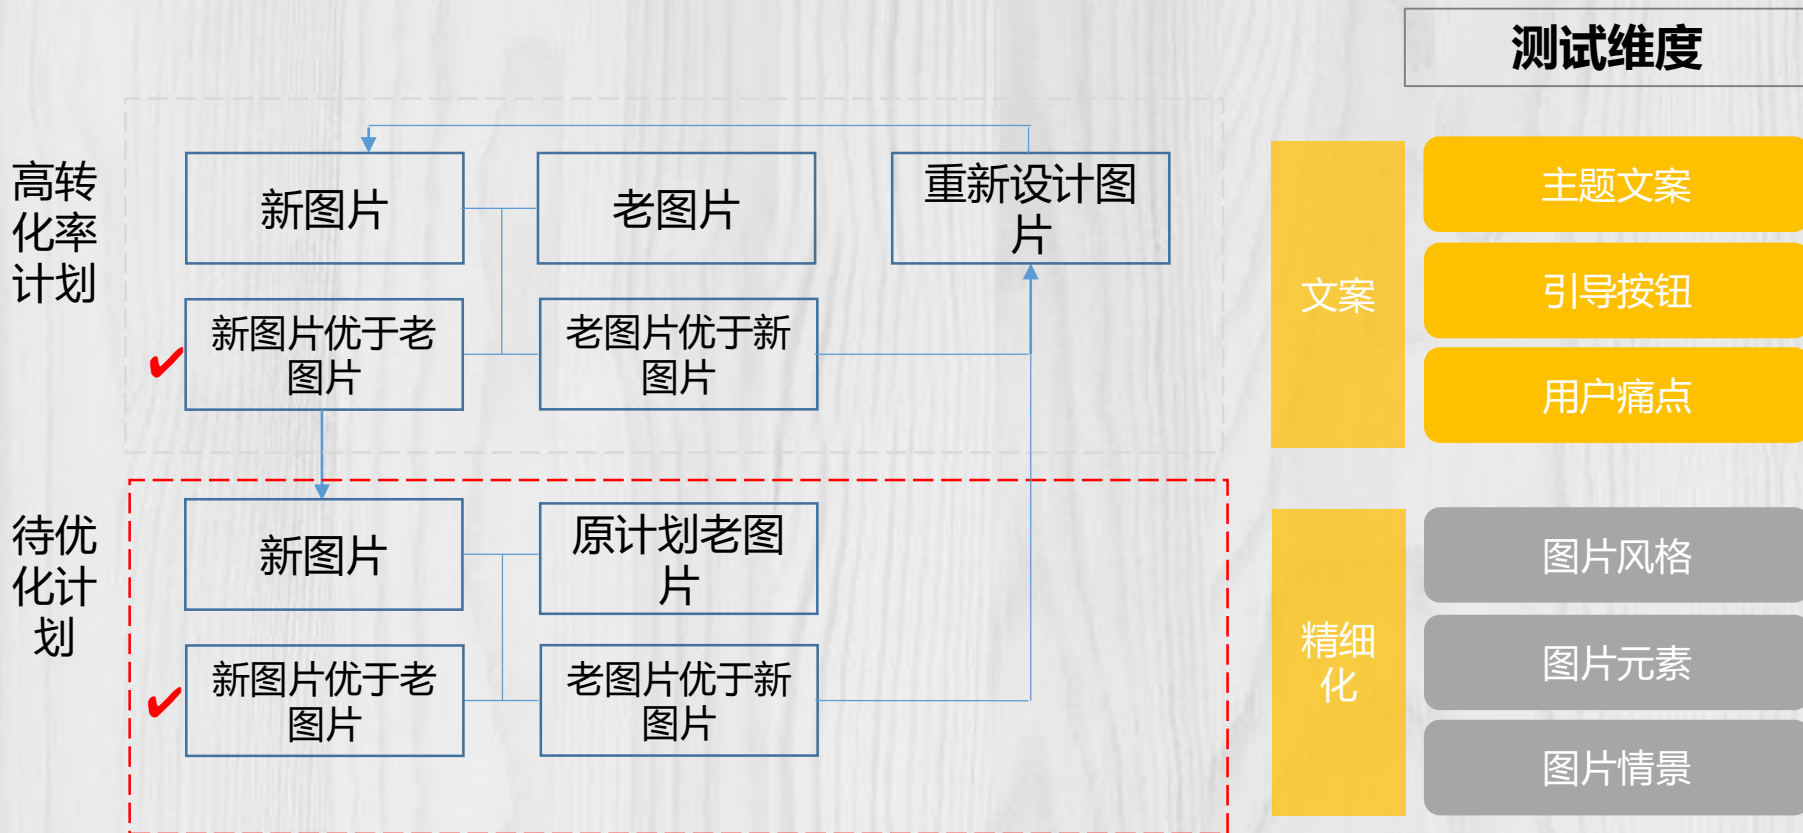 测试维度
高转
化率
计划
新图片
老图片
重新设计图
片
新图片优于老
图片
老图片优于新
图片
待优
化计
划
新图片
原计划老图
片
新图片优于老
图片
老图片优于新
图片
文案
主题文案
引导按钮
用户痛点
精细
化
图片风格
图片元素
图片情景